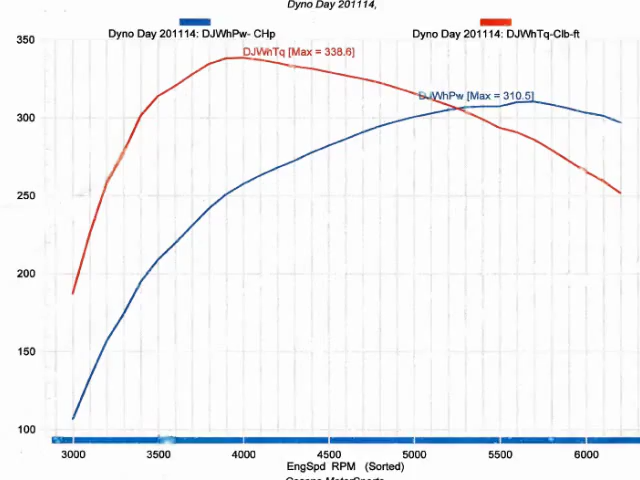 Dyno Day 201114,
Dyno Day 201114: DJWhPw- CHp
Dyno Day 201114: DJWhTq-Clb-ft
350
DJWhTq [Max = 338.6]
DJWhPw [Max = 310.5]
300
250
200
150
100
3000 3500 4000 4500 5000 5500 6000
EngSpd RPM (Sorted)